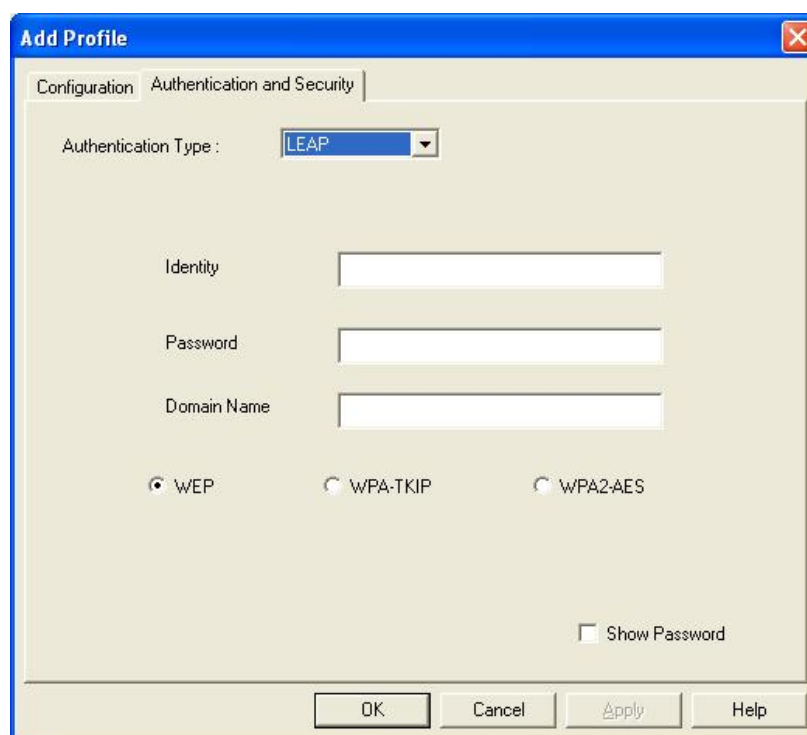 Add Profile
Configuration Authentication and Security
Authentication Type : LEAP
Identity
Password
Domain Name
WEP WPA-TKIP WPA2-AES
Show Password
OK Cancel Apply Help